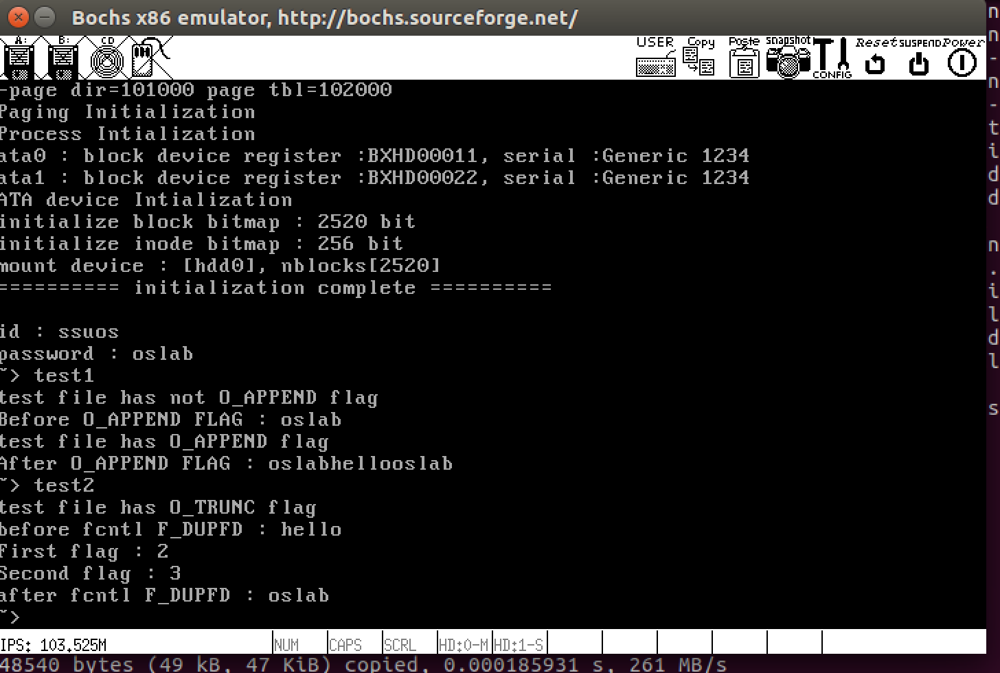 Bochs x86 emulator, http://bochs.sourceforge.net/
A: B: CD USER Copy Paste snapshot CONFIG Reset SUSPEND Power
-page dir=101000 page tbl=102000
Paging Initialization
Process Intialization
ata0 : block device register :BXHD00011, serial :Generic 1234
ata1 : block device register :BXHD00022, serial :Generic 1234
ATA device Intialization
initialize block bitmap : 2520 bit
initialize inode bitmap : 256 bit
mount device : [hdd0], nblocks[2520]
========== initialization complete ==========
id : ssuos
password : oslab
~> test1
test file has not O_APPEND flag
Before O_APPEND FLAG : oslab
test file has O_APPEND flag
After O_APPEND FLAG : oslabhellooslab
~> test2
test file has O_TRUNC flag
before fcntl F_DUPFD : hello
First flag : 2
Second flag : 3
after fcntl F_DUPFD : oslab
~>
IPS: 103.525M NUM CAPS SCRL HD:0-M HD:1-S
48540 bytes (49 kB, 47 KiB) copied, 0.000185931 s, 261 MB/s
n
n
-
n
-
t
i
d
d
n
.
i
l
d
l
s